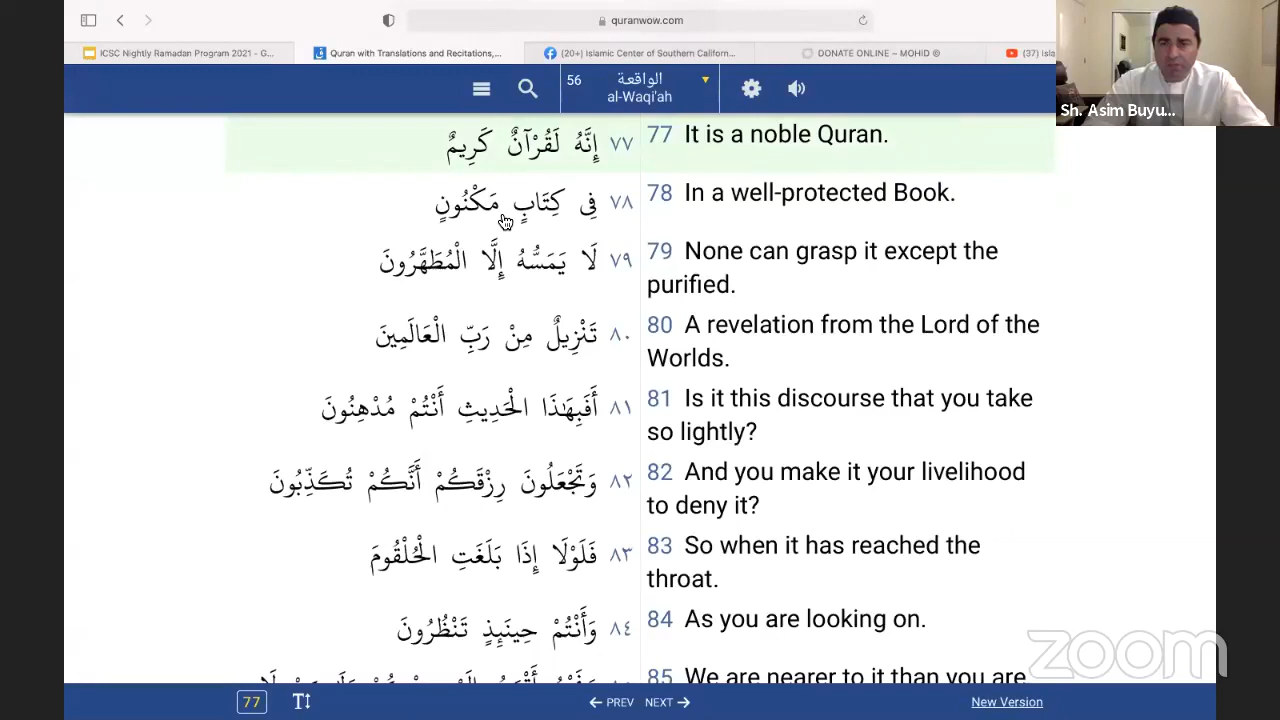 quranwow.com
ICSC Nightly Ramadan Program 2021 - G...
Quran with Translations and Recitations,...
(20+) Islamic Center of Southern Californ...
DONATE ONLINE – MOHID ©
(37) Isla
Sh. Asim Buyu...
56
الواقعة
al-Waqi'ah
٧٧ إِنَّهُ لَقُرْآنٌ كَرِيمٌ
77 It is a noble Quran.
٧٨ فِى كِتَابٍ مَكْنُونٍ
78 In a well-protected Book.
٧٩ لَا يَمَسُّهُ إِلَّا الْمُطَهَّرُونَ
79 None can grasp it except the
purified.
٨٠ تَنْزِيلٌ مِنْ رَبِّ الْعَالَمِينَ
80 A revelation from the Lord of the
Worlds.
٨١ أَفَبِهَٰذَا الْحَدِيثِ أَنْتُمْ مُدْهِنُونَ
81 Is it this discourse that you take
so lightly?
٨٢ وَتَجْعَلُونَ رِزْقَكُمْ أَنَّكُمْ تُكَذِّبُونَ
82 And you make it your livelihood
to deny it?
٨٣ فَلَوْلَا إِذَا بَلَغَتِ الْحُلْقُومَ
83 So when it has reached the
throat.
٨٤ وَأَنْتُمْ حِينَئِذٍ تَنْظُرُونَ
84 As you are looking on.
85 We are nearer to it than you are
zoom
77
T
PREV NEXT
New Version